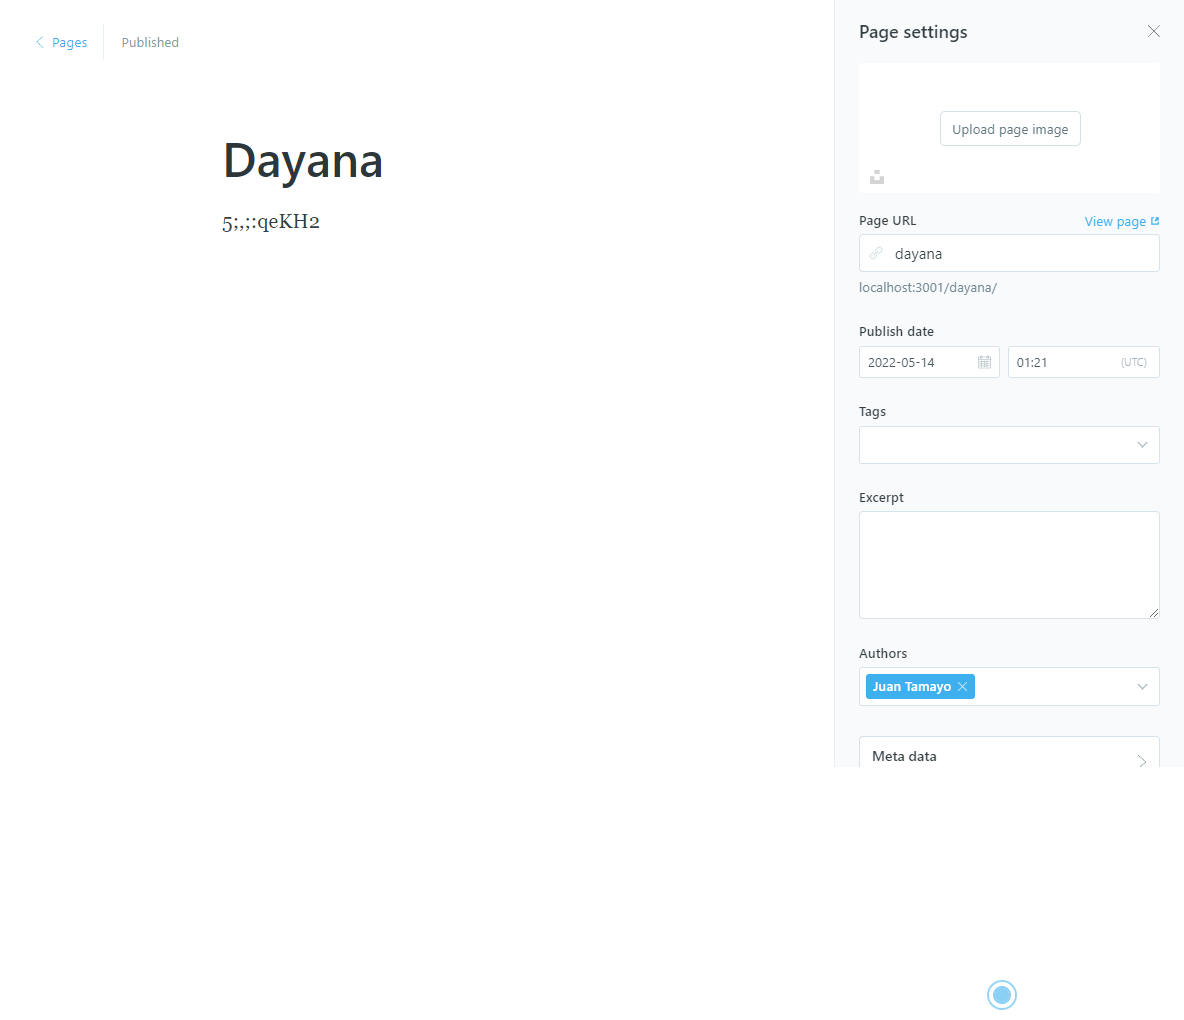 Pages
Published
Dayana
5;,;:qeKH2
Page settings
Upload page image
Page URL
View page
dayana
localhost:3001/dayana/
Publish date
2022-05-14
01:21
(UTC)
Tags
Excerpt
Authors
Juan Tamayo
Meta data